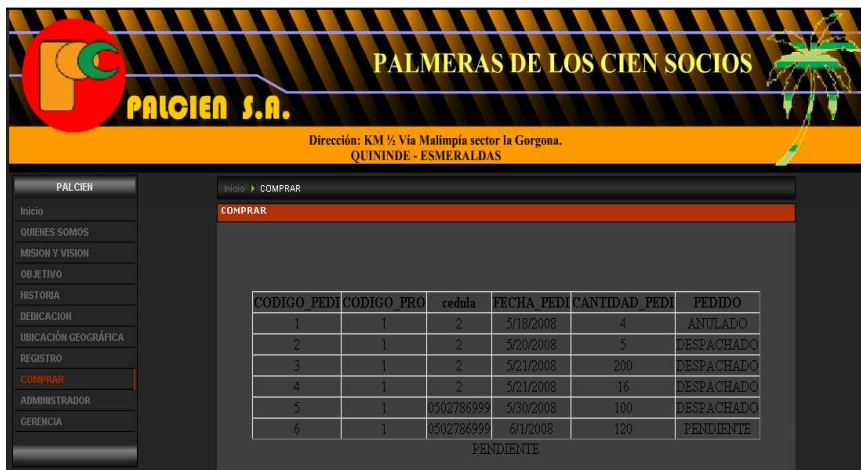 PALMERAS DE LOS CIEN SOCIOS
PALCIEN S.A.
Dirección: KM ½ Vía Malimpía sector la Gorgona.
QUININDE - ESMERALDAS
PALCIEN
Inicio
QUIENES SOMOS
MISION Y VISION
OBJETIVO
HISTORIA
DEDICACION
UBICACIÓN GEOGRÁFICA
REGISTRO
COMPRAR
ADMINISTRADOR
GERENCIA
Inicio COMPRAR
COMPRAR
CODIGO_PEDI CODIGO_PRO cedula FECHA_PEDI CANTIDAD_PEDI PEDIDO
1 1 2 5/18/2008 4 ANULADO
2 1 2 5/20/2008 5 DESPACHADO
3 1 2 5/21/2008 200 DESPACHADO
4 1 2 5/21/2008 16 DESPACHADO
5 1 0502786999 5/30/2008 100 DESPACHADO
6 1 0502786999 6/1/2008 120 PENDIENTE
PENDIENTE